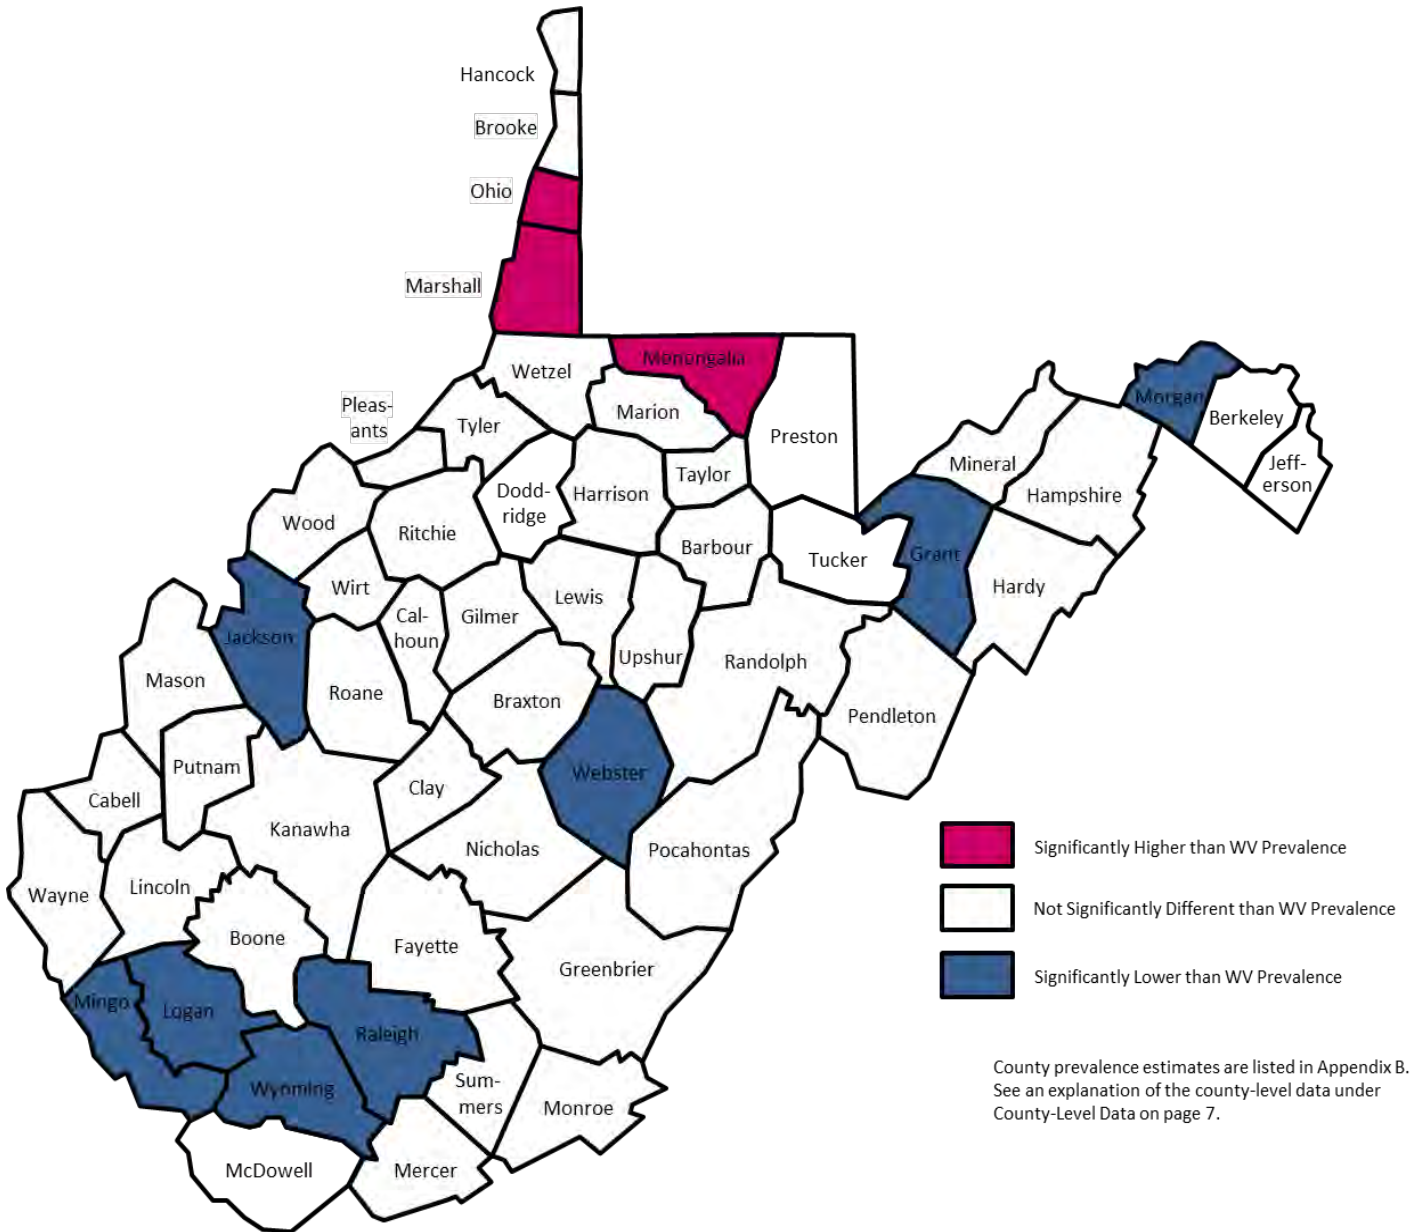 Hancock
Brooke
Ohio
Marshall
Monongalia
Wetzel
Morgan
Pleas-
ants
Marion
Berkeley
Tyler
Preston
Mineral
Jeff-
erson
Taylor
Hampshire
Dodd-
ridge
Harrison
Wood
Ritchie
Barbour
Grant
Tucker
Hardy
Wirt
Lewis
Cal-
houn
Gilmer
Jackson
Upshur
Randolph
Mason
Roane
Braxton
Pendleton
Putnam
Webster
Clay
Cabell
Kanawha
Nicholas
Pocahontas
Significantly Higher than WV Prevalence
Lincoln
Wayne
Not Significantly Different than WV Prevalence
Boone
Fayette
Greenbrier
Significantly Lower than WV Prevalence
Mingo
Logan
Raleigh
Wyoming
Sum-
mers
Monroe
County prevalence estimates are listed in Appendix B.
See an explanation of the county-level data under
County-Level Data on page 7.
McDowell
Mercer